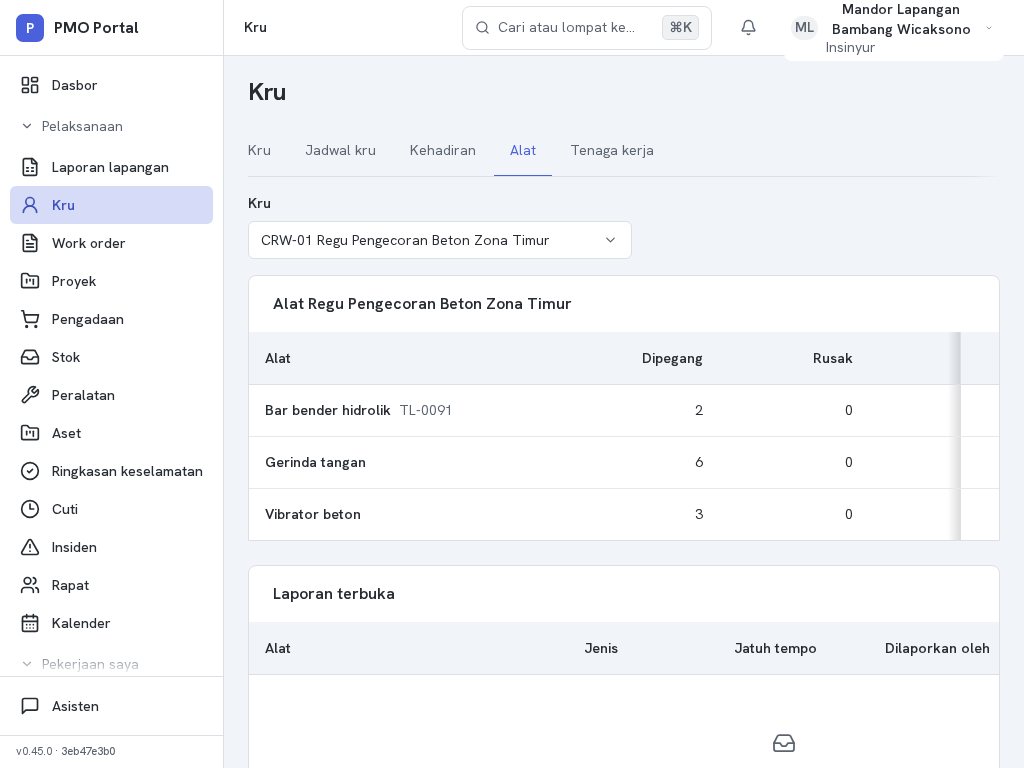 P PMO Portal
Kru
Cari atau lompat ke...
⌘K
ML
Mandor Lapangan
Bambang Wicaksono
Insinyur
Dasbor
Pelaksanaan
Laporan lapangan
Kru
Work order
Proyek
Pengadaan
Stok
Peralatan
Aset
Ringkasan keselamatan
Cuti
Insiden
Rapat
Kalender
Pekerjaan saya
Asisten
v0.45.0 · 3eb47e3b0
Kru
Kru Jadwal kru Kehadiran Alat Tenaga kerja
Kru
CRW-01 Regu Pengecoran Beton Zona Timur
Alat Regu Pengecoran Beton Zona Timur
Alat Dipegang Rusak
Bar bender hidrolik TL-0091 2 0
Gerinda tangan 6 0
Vibrator beton 3 0
Laporan terbuka
Alat Jenis Jatuh tempo Dilaporkan oleh